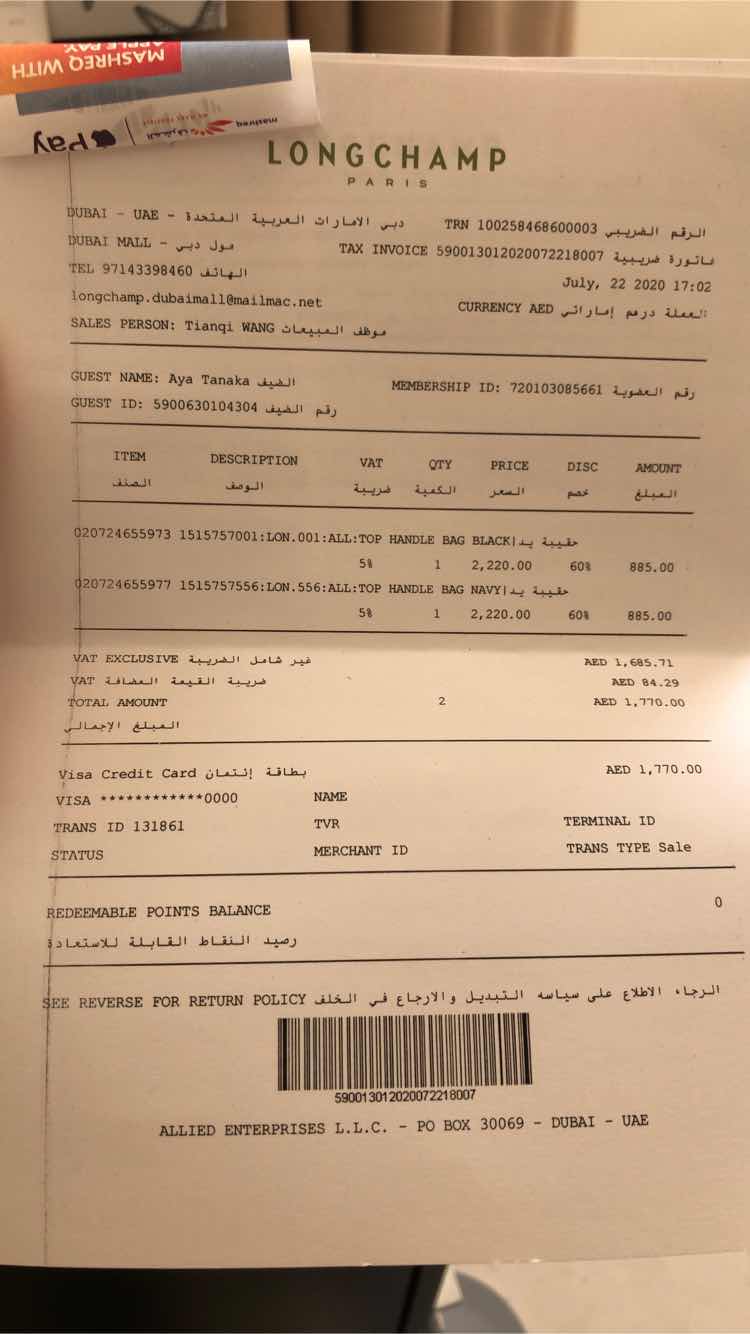 MASHREQ WITH
APPLE PAY
mashreq المشرق
Pay
LONGCHAMP
PARIS
DUBAI - UAE - دبي الامارات العربية المتحدة
TRN 100258468600003 الرقم الضريبي
DUBAI MALL - مول دبي
TAX INVOICE 590013012020072218007 فاتورة ضريبية
TEL 97143398460 الهاتف
July, 22 2020 17:02
longchamp.dubaimall@mailmac.net
CURRENCY AED العملة درهم إماراتي
SALES PERSON: Tianqi WANG موظف المبيعات
GUEST NAME: Aya Tanaka الضيف
MEMBERSHIP ID: 720103085661 رقم العضوية
GUEST ID: 5900630104304 رقم الضيف
ITEM DESCRIPTION VAT QTY PRICE DISC AMOUNT
الصنف الوصف ضريبة الكمية السعر خصم المبلغ
020724655973 1515757001:LON.001:ALL:TOP HANDLE BAG BLACK|حقيبة يد
5% 1 2,220.00 60% 885.00
020724655977 1515757556:LON.556:ALL:TOP HANDLE BAG NAVY|حقيبة يد
5% 1 2,220.00 60% 885.00
VAT EXCLUSIVE غير شامل الضريبة AED 1,685.71
VAT ضريبة القيمة المضافة AED 84.29
TOTAL AMOUNT 2 AED 1,770.00
المبلغ الإجمالي
Visa Credit Card بطاقة إئتمان AED 1,770.00
VISA ************0000 NAME
TRANS ID 131861 TVR TERMINAL ID
STATUS MERCHANT ID TRANS TYPE Sale
REDEEMABLE POINTS BALANCE 0
رصيد النقاط القابلة للاستعادة
SEE REVERSE FOR RETURN POLICY الرجاء الاطلاع على سياسه التبديل والارجاع في الخلف
590013012020072218007
ALLIED ENTERPRISES L.L.C. - PO BOX 30069 - DUBAI - UAE